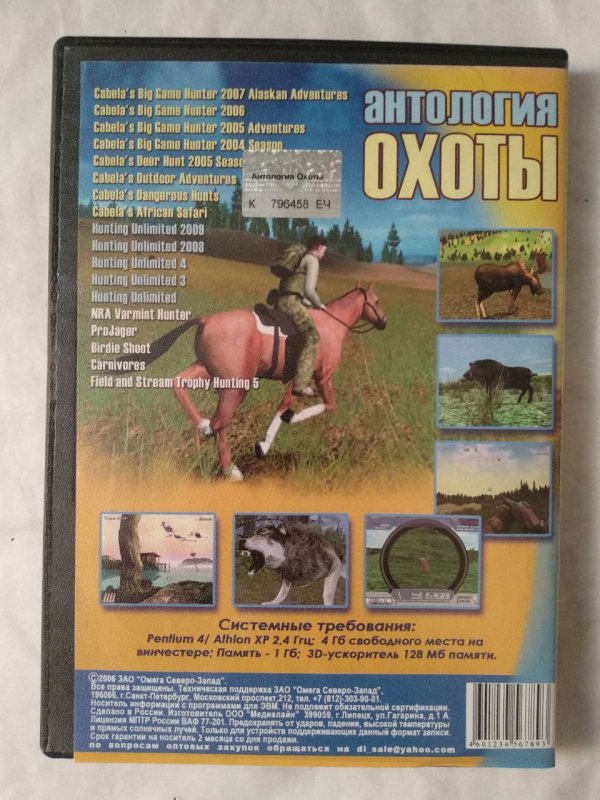 Cabela's Big Game Hunter 2007 Alaskan Adventures
Cabela's Big Game Hunter 2006
Cabela's Big Game Hunter 2005 Adventures
Cabela's Big Game Hunter 2004 Season
Cabela's Deer Hunt 2005 Seaso
Cabela's Outdoor Adventures
Cabela's Dangerous Hunts
Cabela's African Safari
Hunting Unlimited 2009
Hunting Unlimited 2008
Hunting Unlimited 4
Hunting Unlimited 3
Hunting Unlimited
NRA Varmint Hunter
ProJager
Birdie Shoot
Carnivores
Field and Stream Trophy Hunting 5
антология
ОХОТЫ
Антология Охоты
К 796458 ЕЧ
Системные требования:
Pentium 4/ Athlon XP 2,4 Ггц; 4 Гб свободного места на
винчестере; Память - 1 Гб; 3D-ускоритель 128 Мб памяти.
©2006 ЗАО "Омега Северо-Запад".
Все права защищены. Техническая поддержка ЗАО "Омега Северо-Запад",
196066, г.Санкт-Петербург, Московский проспект,212, тел. +7 (812)-303-90-01.
Носитель информации с программами для ЭВМ. Не подлежит обязательной сертификации.
Сделано в России. Изготовитель ООО "Медиалайн" 399059, г.Липецк, ул.Гагарина, д.1 А.
Лицензия МПТР России ВАФ 77-201. Предохранять от ударов, падения, высокой температуры
и прямых солнечных лучей. Только для устройств поддерживающих данный формат записи.
Срок гарантии на носитель 2 месяца со дня продажи.
по вопросам оптовых закупок обращаться на dl_sale@yahoo.com
4601234567893